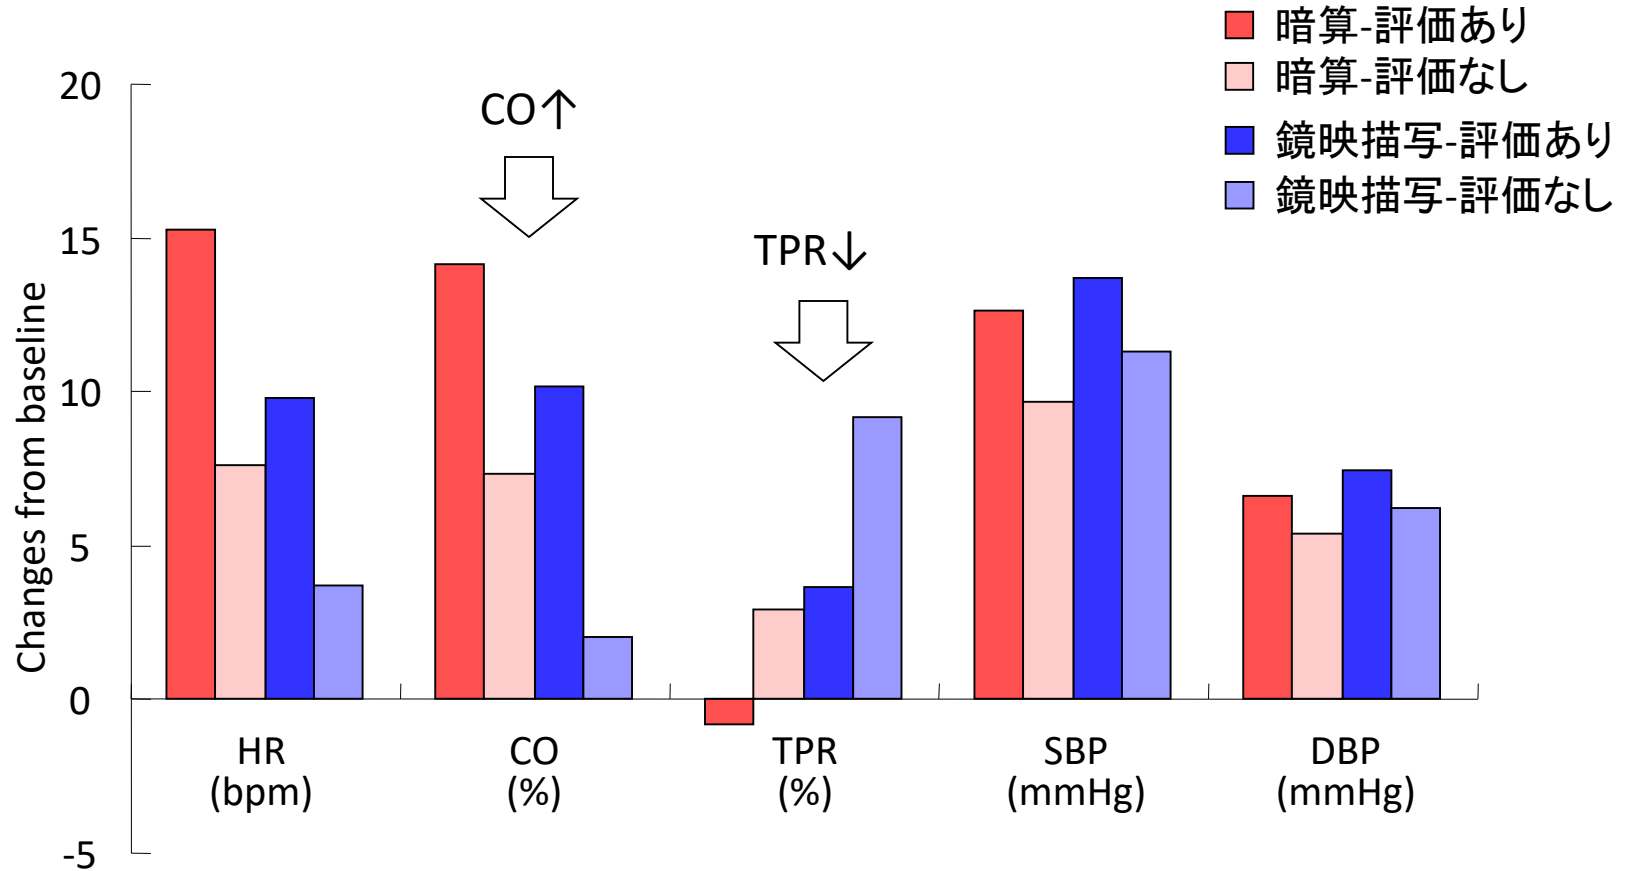 暗算-評価あり
暗算-評価なし
鏡映描写-評価あり
鏡映描写-評価なし
CO↑
TPR↓
Changes from baseline
20
15
10
5
0
-5
HR
(bpm)
CO
(%)
TPR
(%)
SBP
(mmHg)
DBP
(mmHg)